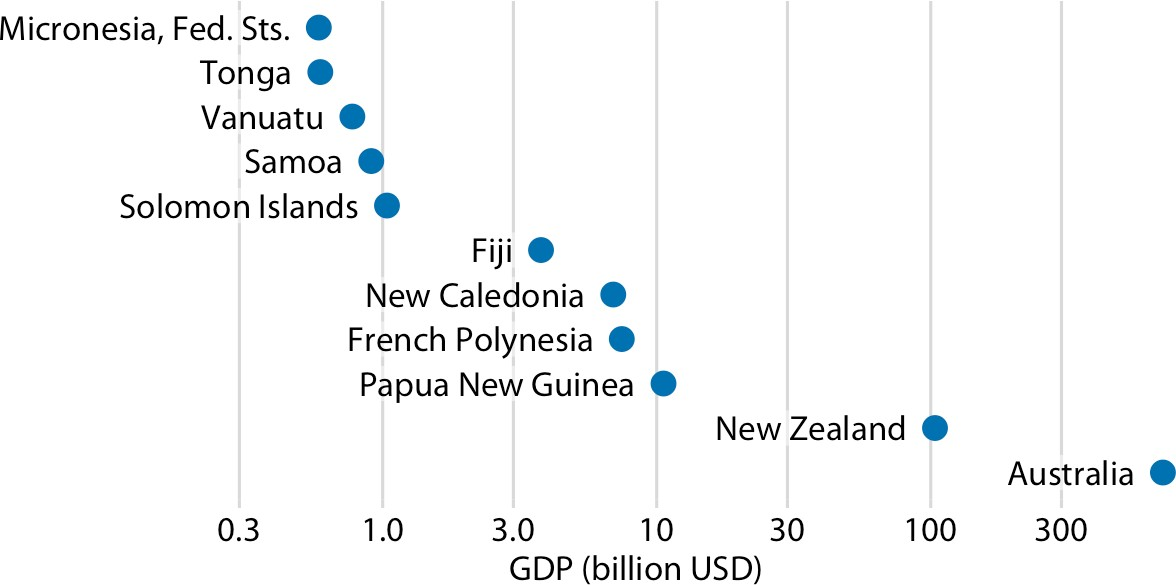 Micronesia, Fed. Sts.
Tonga
Vanuatu
Samoa
Solomon Islands
Fiji
New Caledonia
French Polynesia
Papua New Guinea
New Zealand
Australia
0.3 1.0 3.0 10 30 100 300
GDP (billion USD)